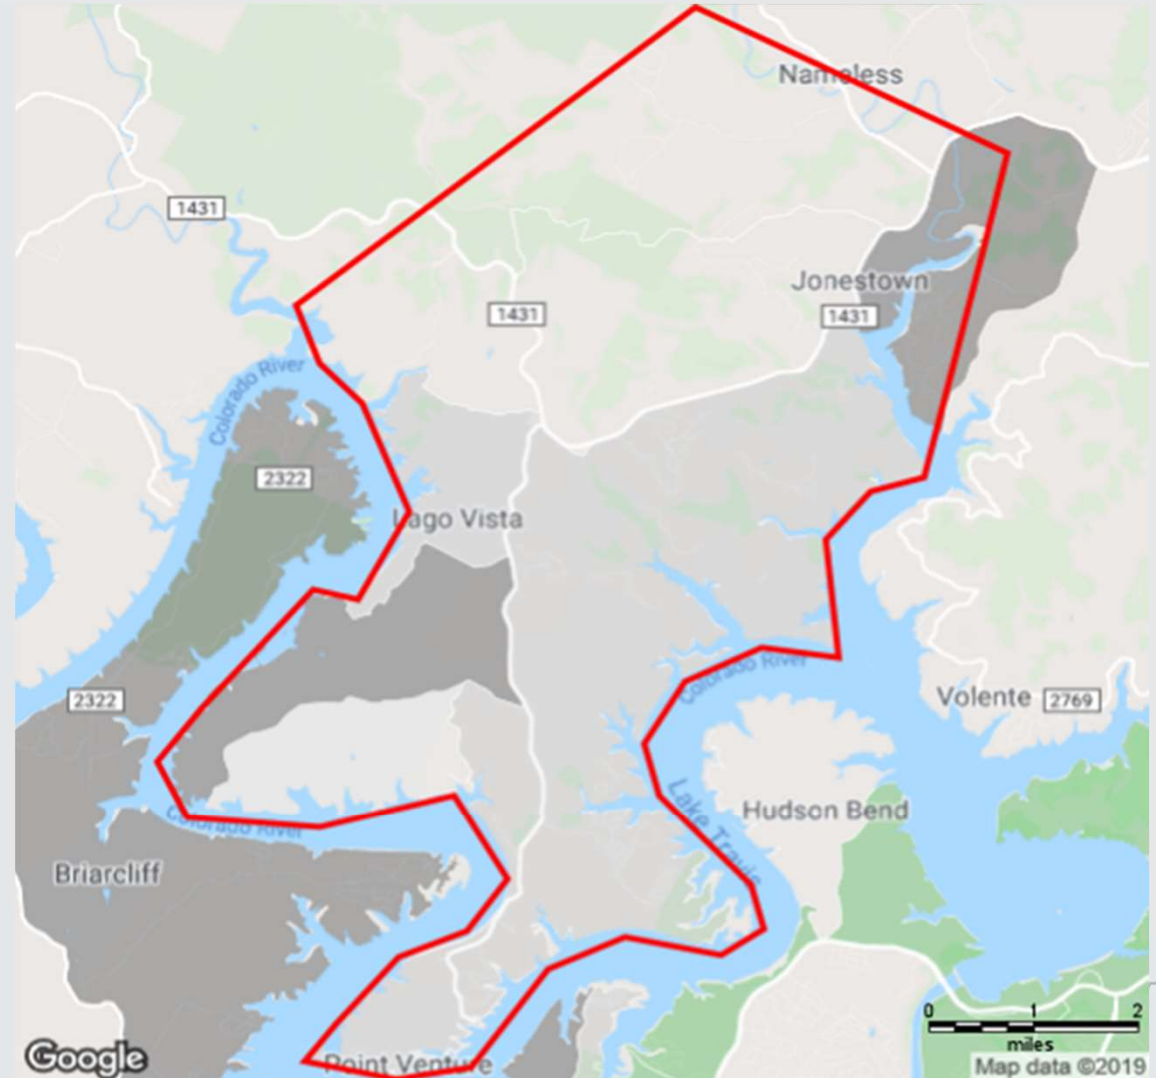 Nameless
1431
Jonestown
1431
1431
Colorado River
2322
Lago Vista
Colorado River
2322
Volente
2769
Lake Travis
Hudson Bend
Colorado River
Briarcliff
0 1 2
miles
Point Venture
Google
Map data ©2019